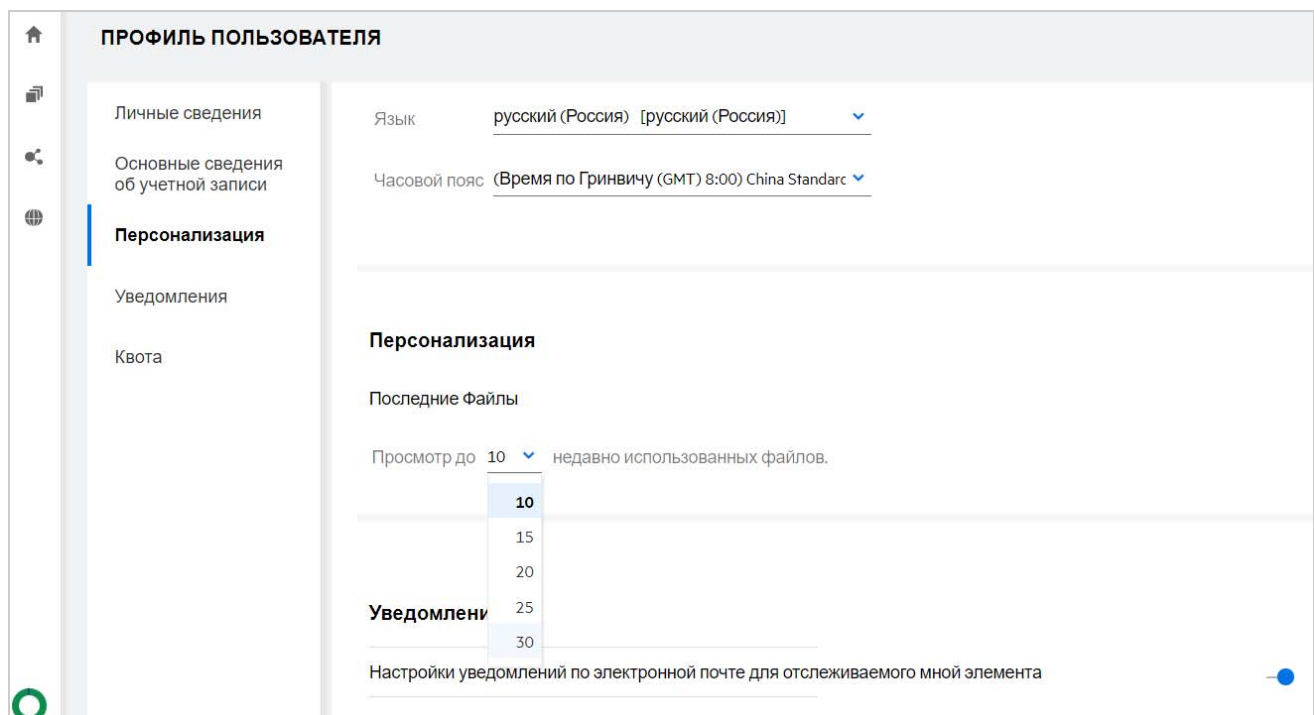 ПРОФИЛЬ ПОЛЬЗОВАТЕЛЯ
Личные сведения
Основные сведения
об учетной записи
Персонализация
Уведомления
Квота
Язык русский (Россия) [русский (Россия)]
Часовой пояс (Время по Гринвичу (GMT) 8:00) China Standarc
Персонализация
Последние Файлы
Просмотр до 10 недавно использованных файлов.
10
15
20
25
30
Уведомлени
Настройки уведомлений по электронной почте для отслеживаемого мной элемента